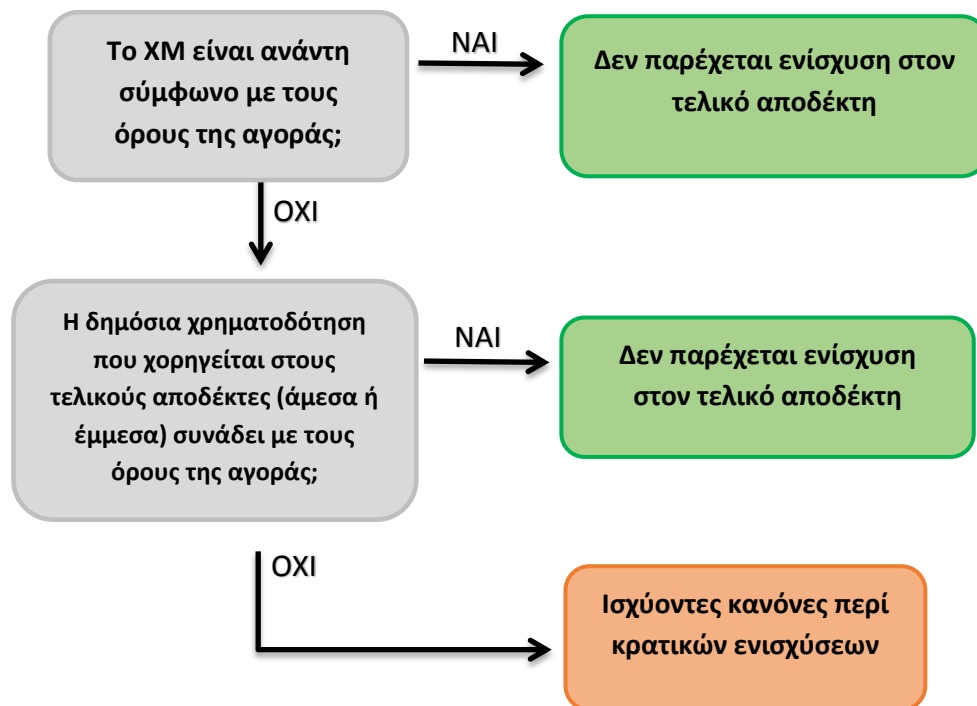 Το ΧΜ είναι ανάντη
σύμφωνο με τους
όρους της αγοράς;
ΝΑΙ
Δεν παρέχεται ενίσχυση στον
τελικό αποδέκτη
ΟΧΙ
Η δημόσια χρηματοδότηση
που χορηγείται στους
τελικούς αποδέκτες (άμεσα ή
έμμεσα) συνάδει με τους
όρους της αγοράς;
ΝΑΙ
Δεν παρέχεται ενίσχυση
στον τελικό αποδέκτη
ΟΧΙ
Ισχύοντες κανόνες περί
κρατικών ενισχύσεων